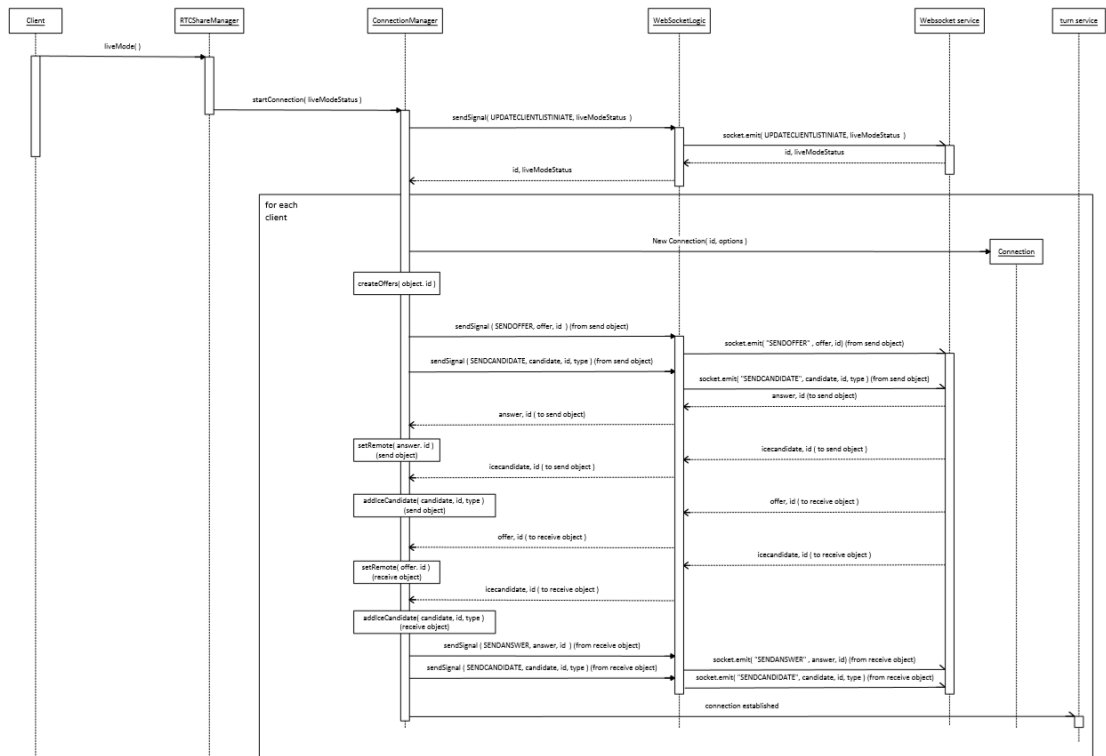 Client
RTCShareManager
ConnectionManager
WebSocketLogic
Websocket service
turn service
liveMode( )
startConnection( liveModeStatus )
sendSignal( UPDATECLIENTLISTINIATE, liveModeStatus )
socket.emit( UPDATECLIENTLISTINIATE, liveModeStatus )
id, liveModeStatus
id, liveModeStatus
for each
client
New Connection( id, options )
Connection
createOffers( object. id )
sendSignal ( SENDOFFER, offer, id ) (from send object)
socket.emit( "SENDOFFER" , offer, id) (from send object)
sendSignal ( SENDCANDIDATE, candidate, id, type ) (from send object)
socket.emit( "SENDCANDIDATE", candidate, id, type ) (from send object)
answer, id (to send object)
answer, id ( to send object)
setRemote( answer. id )
(send object)
icecandidate, id ( to send object )
icecandidate, id ( to send object )
addIceCandidate( candidate, id, type )
(send object)
offer, id ( to receive object )
offer, id ( to receive object )
icecandidate, id ( to receive object )
setRemote( offer. id )
(receive object)
icecandidate, id ( to receive object )
addIceCandidate( candidate, id, type )
(receive object)
sendSignal ( SENDANSWER, answer, id ) (from receive object)
socket.emit( "SENDANSWER" , answer, id) (from receive object)
sendSignal ( SENDCANDIDATE, candidate, id, type ) (from receive object)
socket.emit( "SENDCANDIDATE", candidate, id, type ) (from receive object)
connection established